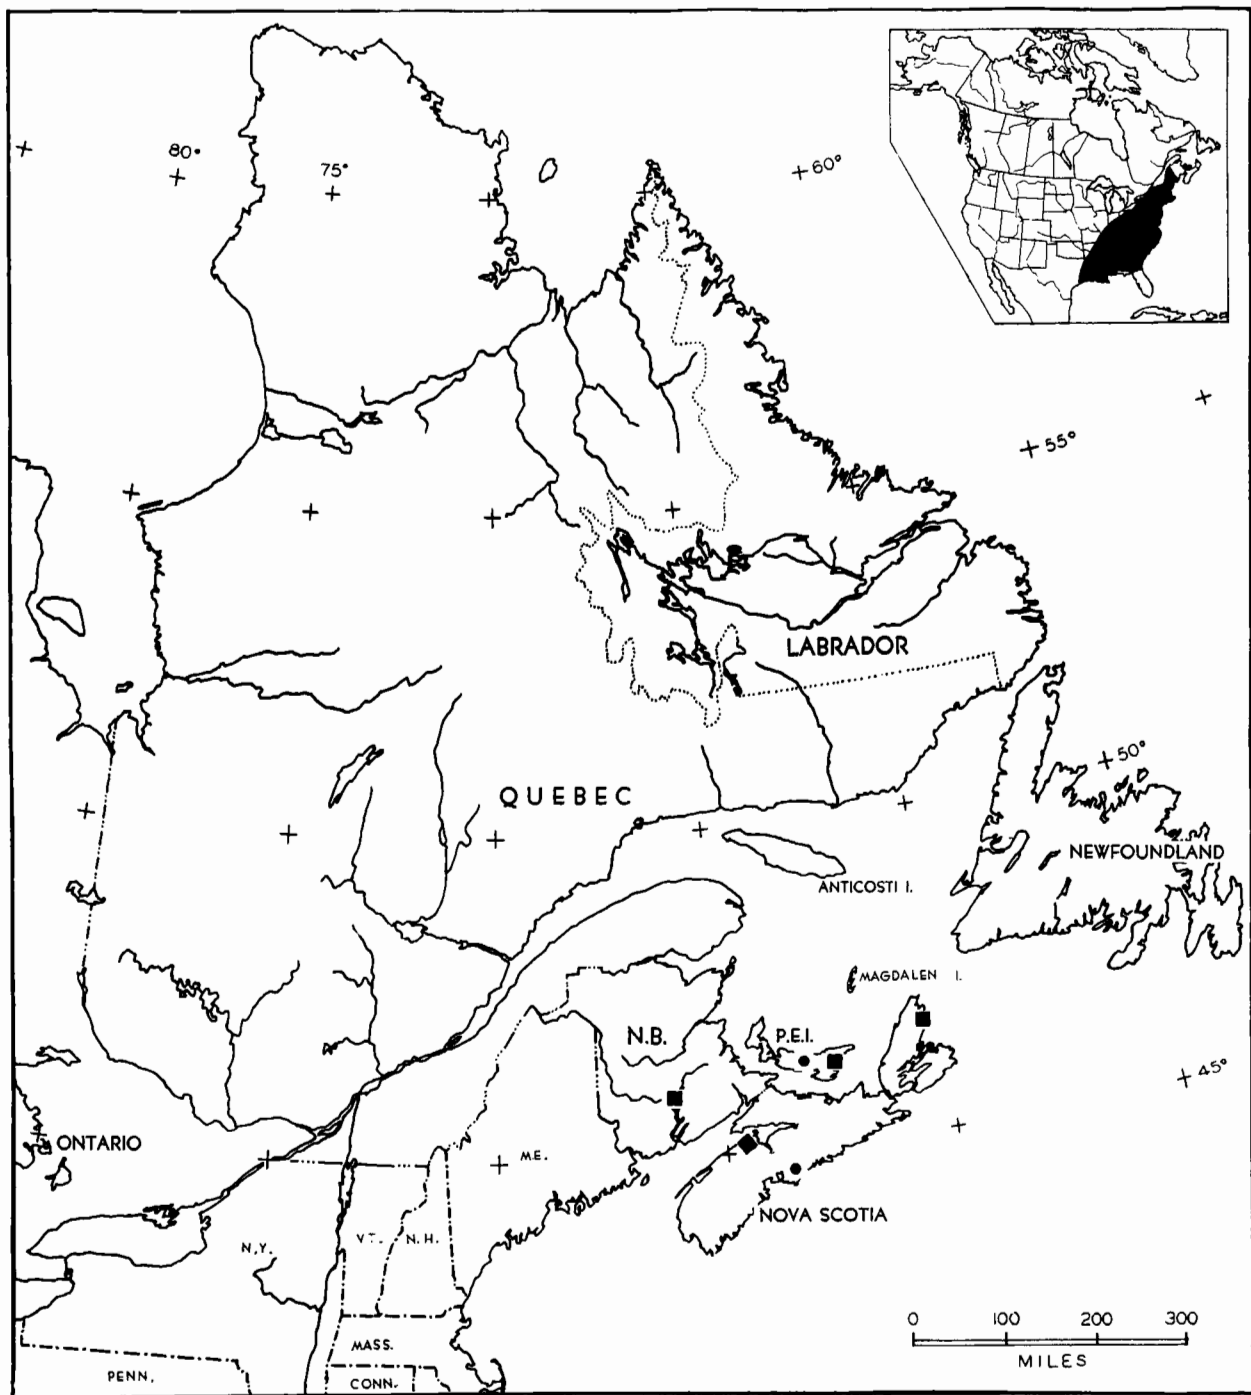 80°
75°
60°
55°
LABRADOR
50°
QUEBEC
NEWFOUNDLAND
ANTICOSTI I.
MAGDALEN I.
N.B.
P.E.I.
45°
ONTARIO
ME.
NOVA SCOTIA
N.Y.
VT.
N.H.
0 100 200 300
MILES
MASS.
PENN.
CONN.